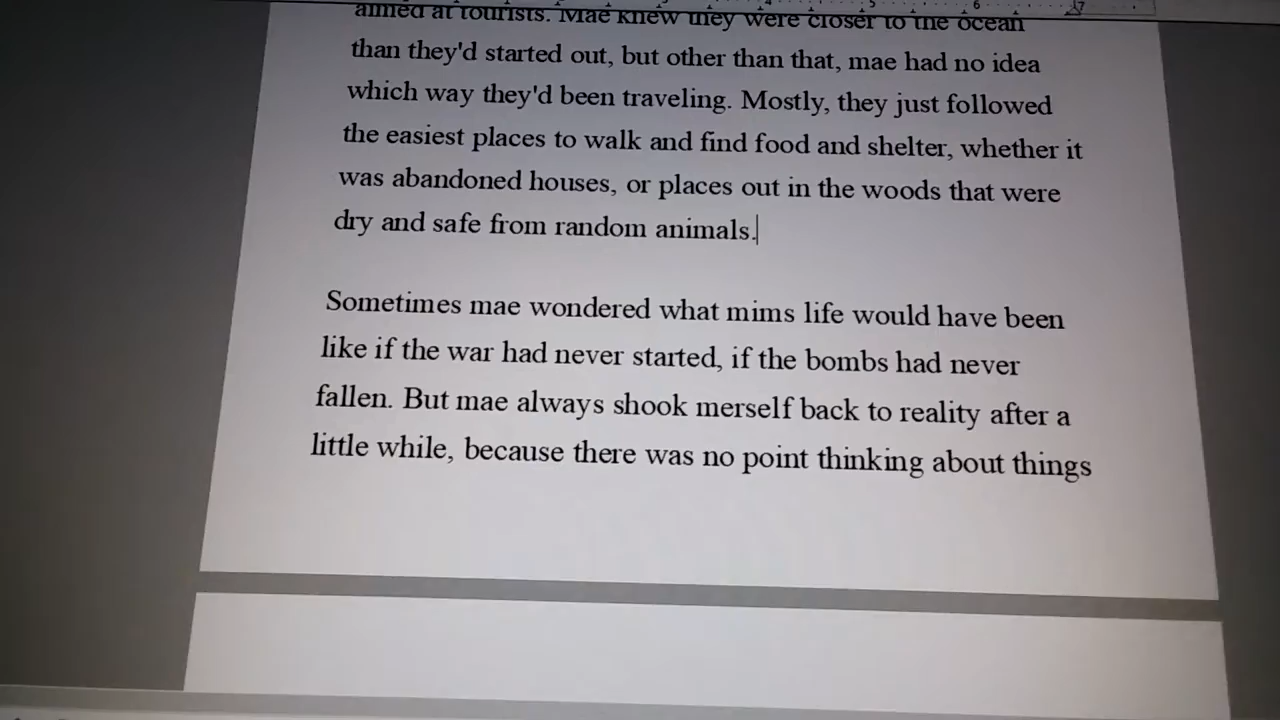 aimed at tourists. Mae knew they were closer to the ocean
than they'd started out, but other than that, mae had no idea
which way they'd been traveling. Mostly, they just followed
the easiest places to walk and find food and shelter, whether it
was abandoned houses, or places out in the woods that were
dry and safe from random animals.
Sometimes mae wondered what mims life would have been
like if the war had never started, if the bombs had never
fallen. But mae always shook merself back to reality after a
little while, because there was no point thinking about things